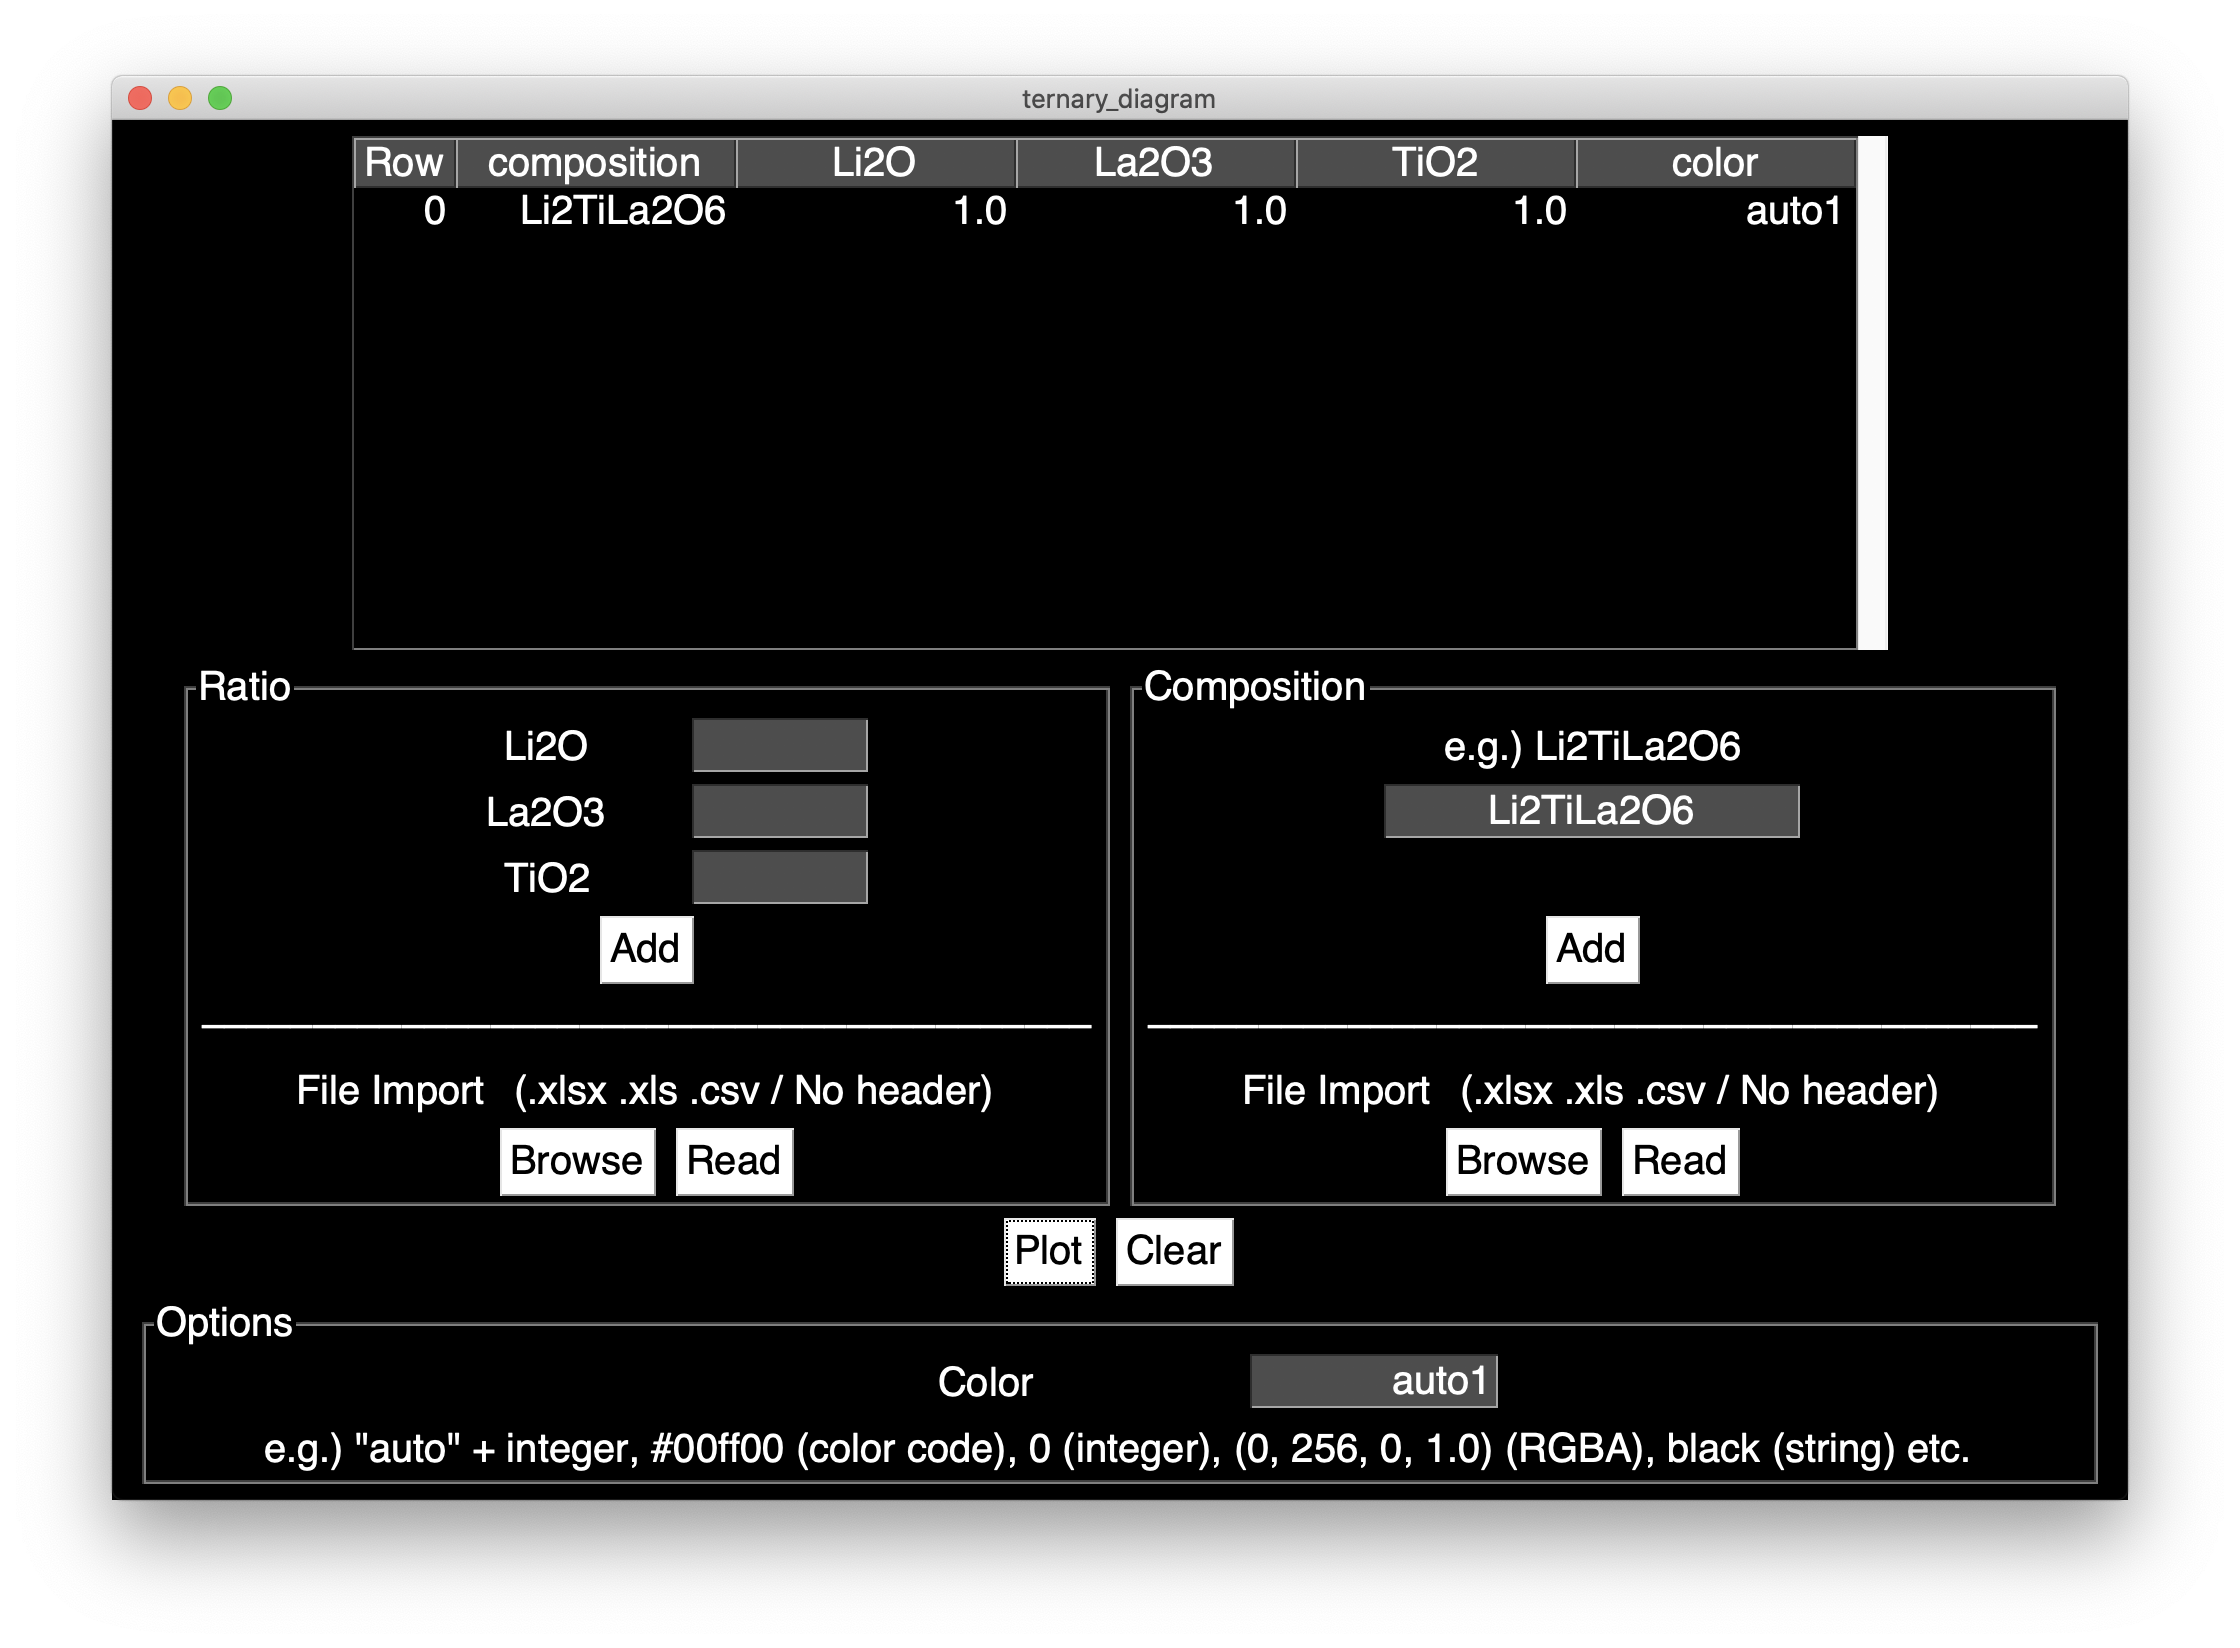 ternary_diagram
Row composition Li2O La2O3 TiO2 color
0 Li2TiLa2O6 1.0 1.0 1.0 auto1
Ratio
Li2O
La2O3
TiO2
Add
File Import (.xlsx .xls .csv / No header)
Browse Read
Composition
e.g.) Li2TiLa2O6
Li2TiLa2O6
Add
File Import (.xlsx .xls .csv / No header)
Browse Read
Plot Clear
Options
Color auto1
e.g.) "auto" + integer, #00ff00 (color code), 0 (integer), (0, 256, 0, 1.0) (RGBA), black (string) etc.